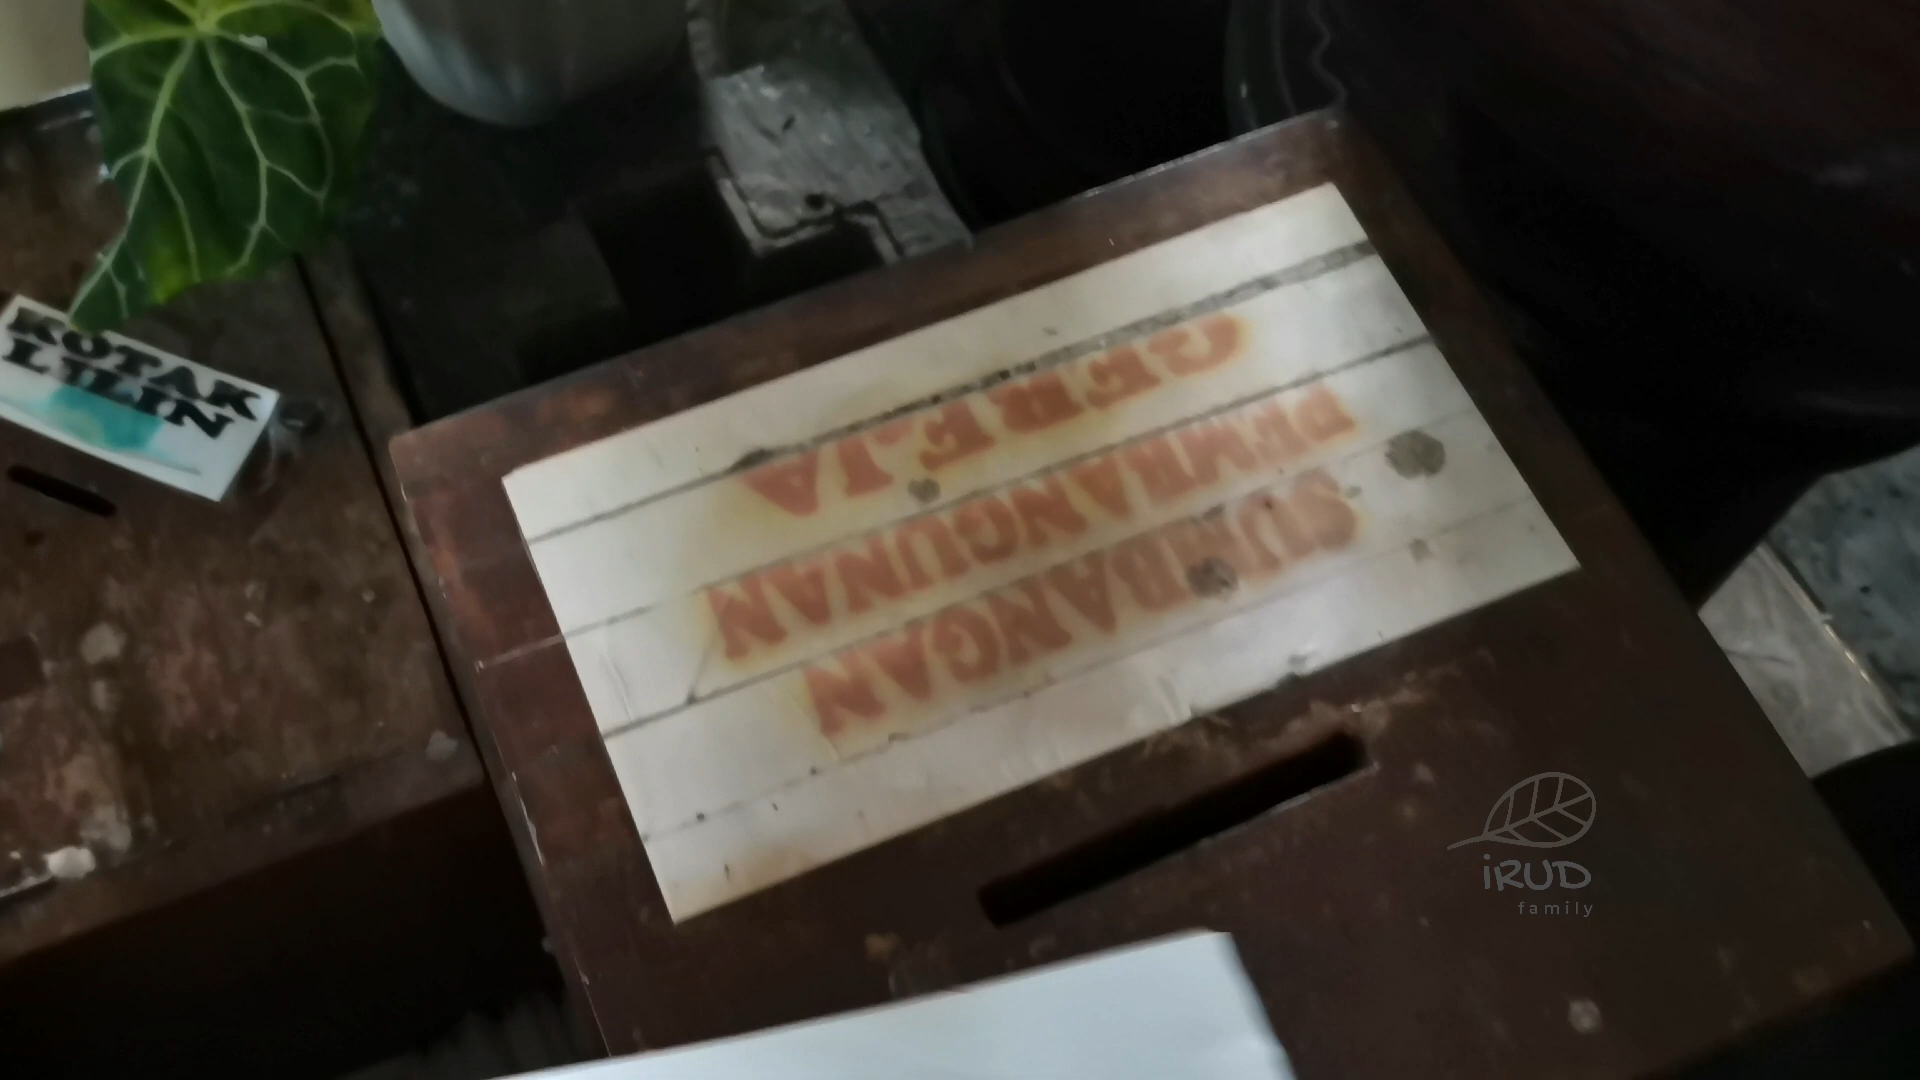 KOTAK
LILIN
SUMBANGAN
PEMBANGUNAN
GEREJA
iRUD
family